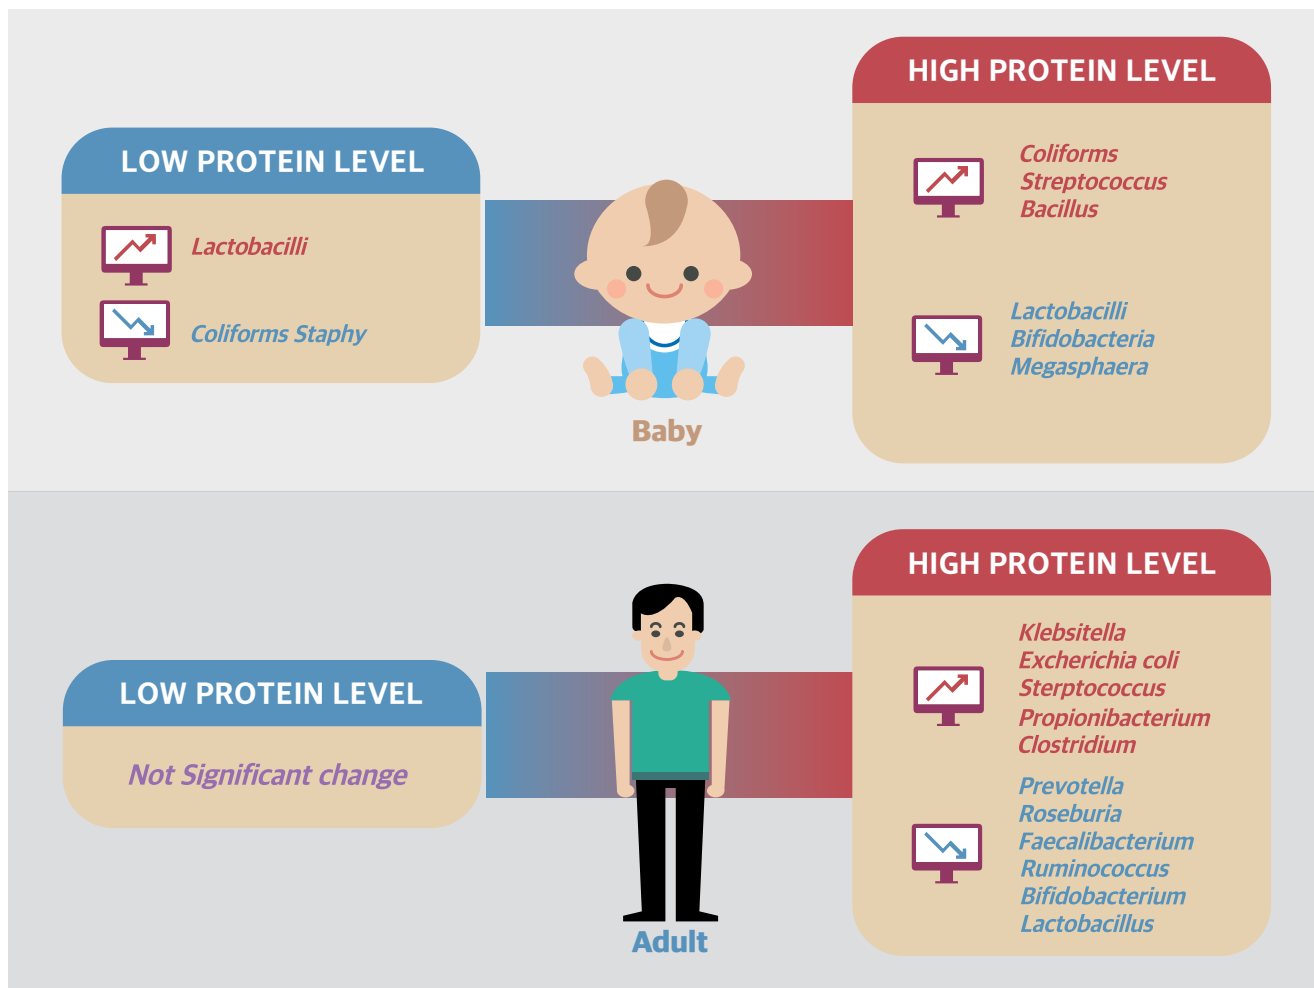 LOW PROTEIN LEVEL
Lactobacilli
Coliforms Staphy
Baby
HIGH PROTEIN LEVEL
Coliforms
Streptococcus
Bacillus
Lactobacilli
Bifidobacteria
Megasphaera
LOW PROTEIN LEVEL
Not Significant change
Adult
HIGH PROTEIN LEVEL
Klebsitella
Excherichia coli
Sterptococcus
Propionibacterium
Clostridium
Prevotella
Roseburia
Faecalibacterium
Ruminococcus
Bifidobacterium
Lactobacillus